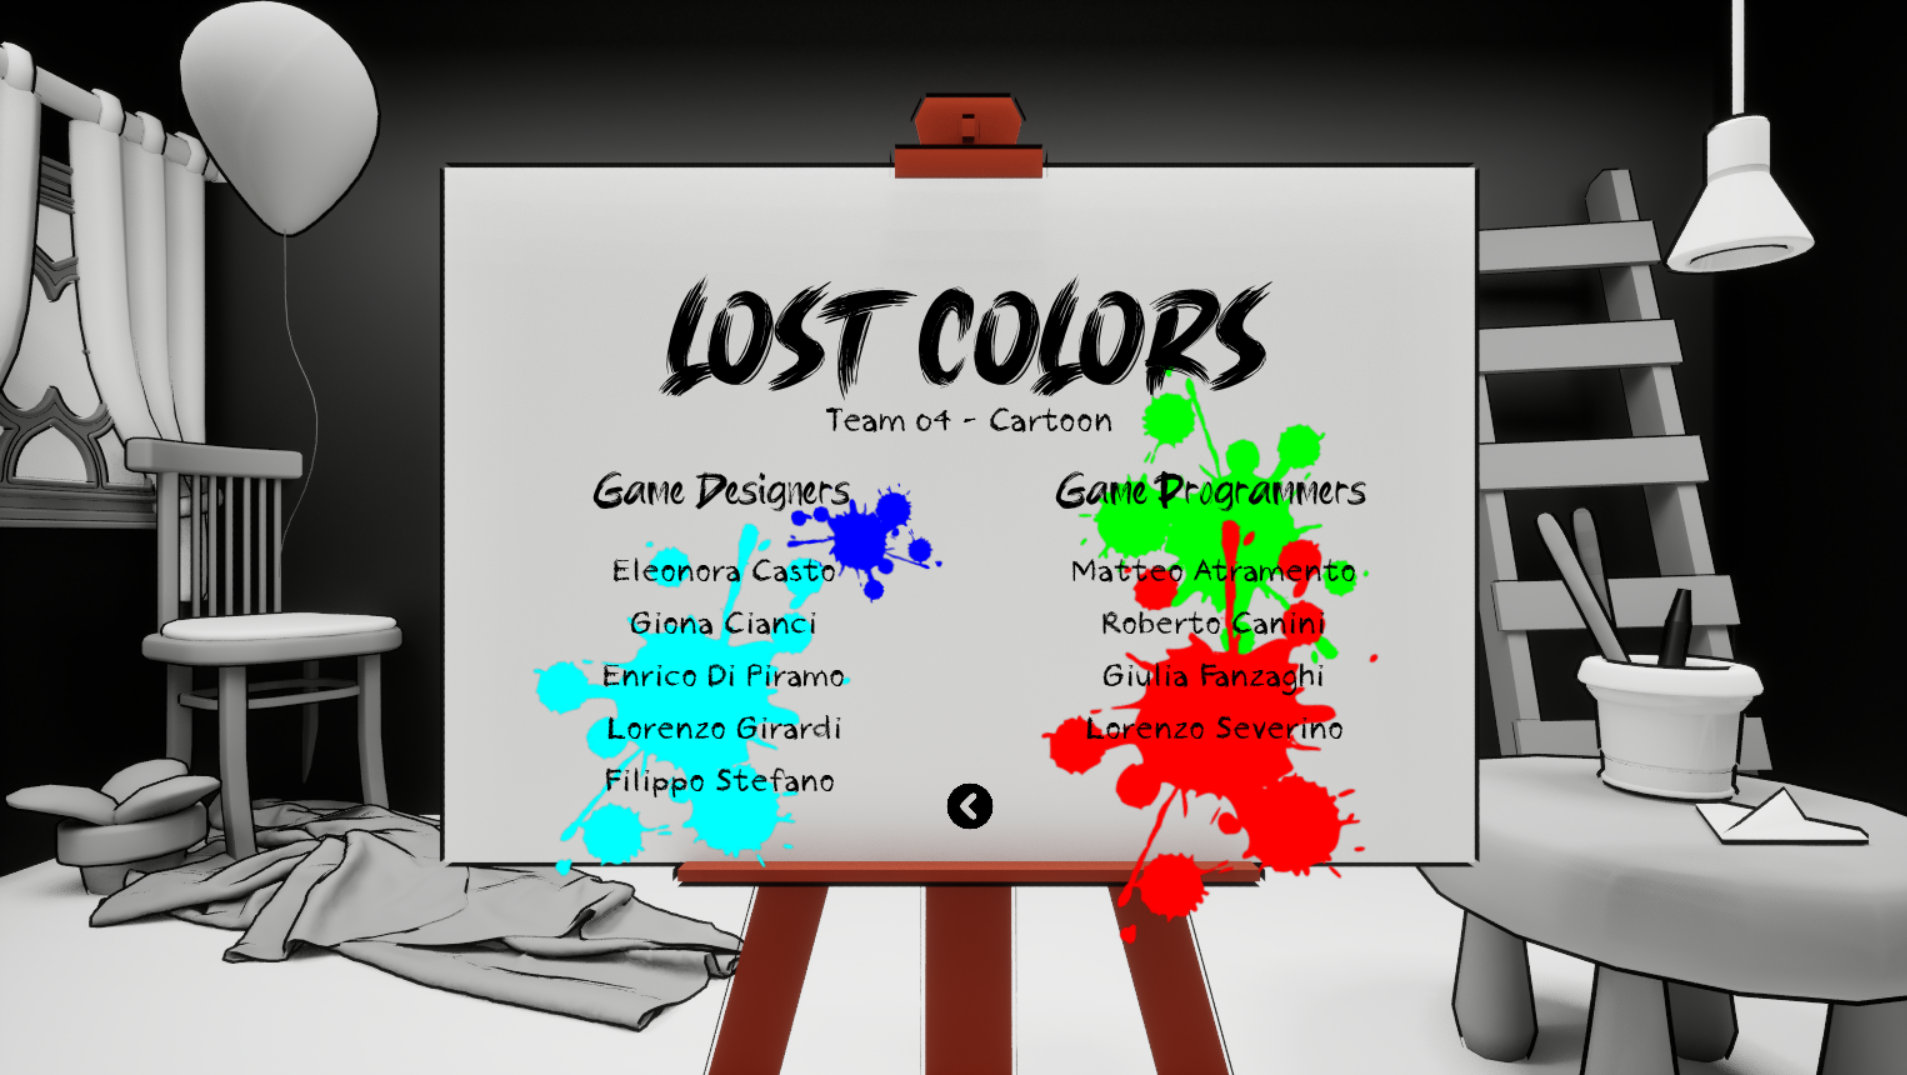 LOST COLORS
Team 04 - Cartoon
Game Designers
Eleonora Casto
Giona Cianci
Enrico Di Piramo
Lorenzo Girardi
Filippo Stefano
Game Programmers
Matteo Atramento
Roberto Canini
Giulia Fanzaghi
Lorenzo Severino